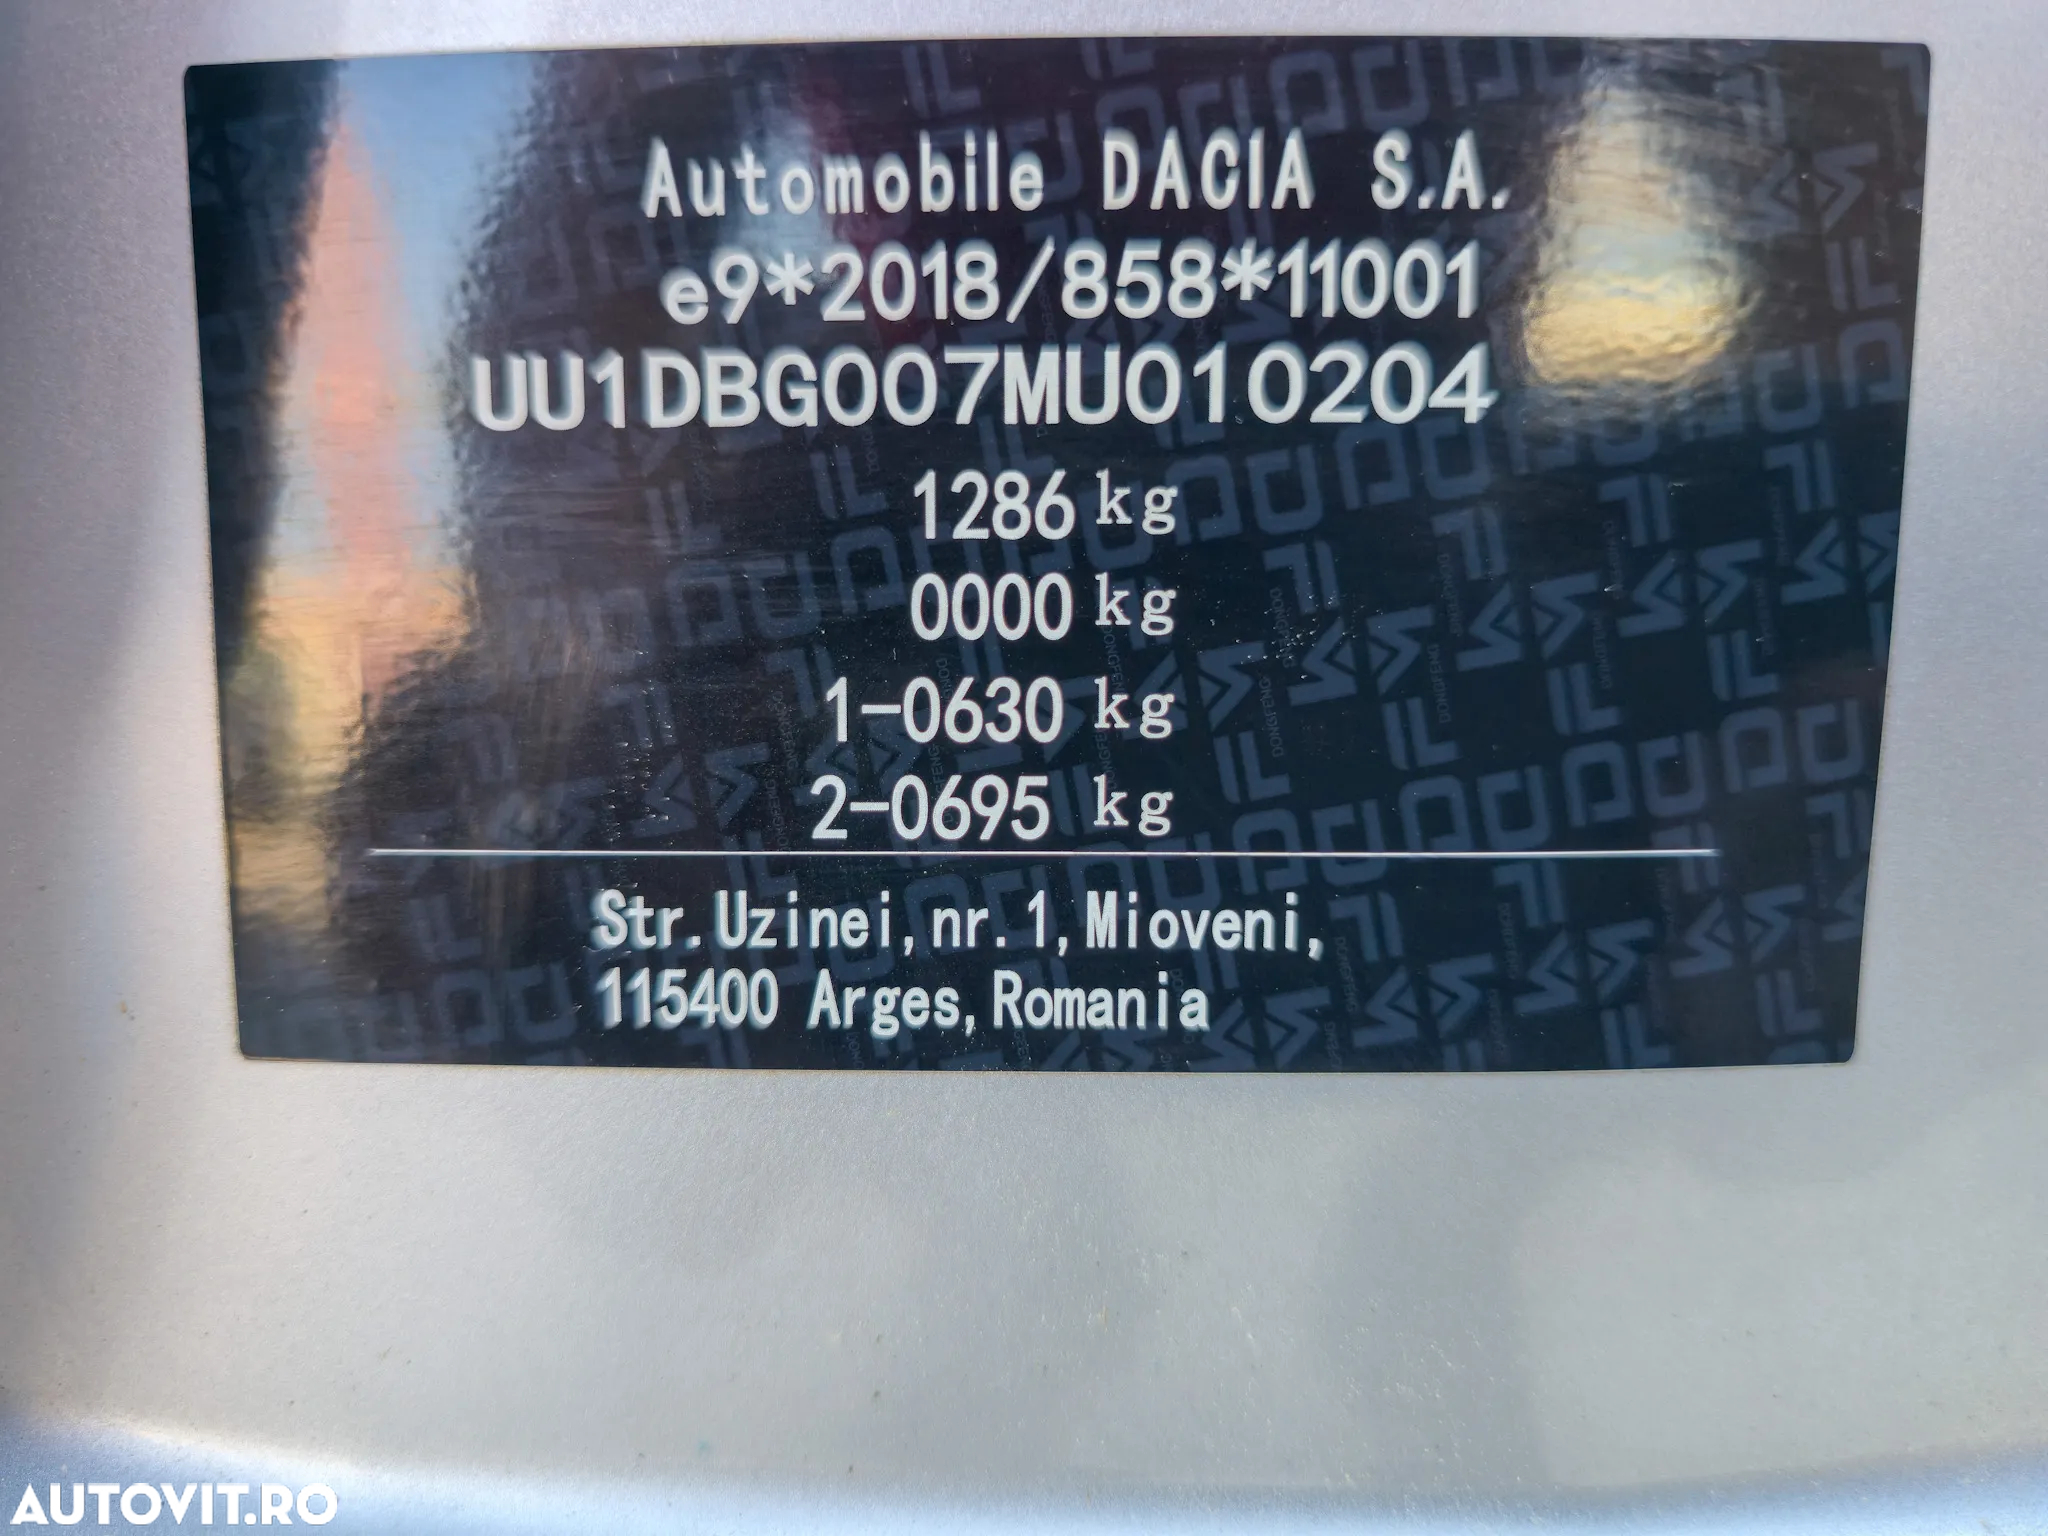 Automobile DACIA S.A.
e9*2018/858*11001
UU1DBG007MU010204
1286 kg
0000 kg
1-0630 kg
2-0695 kg
Str.Uzinei,nr.1,Mioveni,
115400 Arges,Romania
AUTOVIT.RO